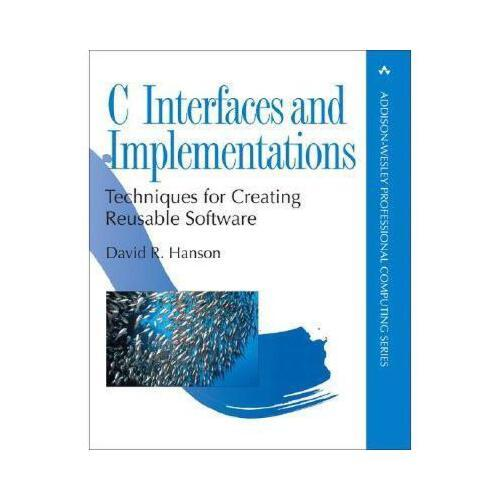 C Interfaces and
Implementations
Techniques for Creating
Reusable Software
David R. Hanson
ADDISON-WESLEY PROFESSIONAL COMPUTING SERIES